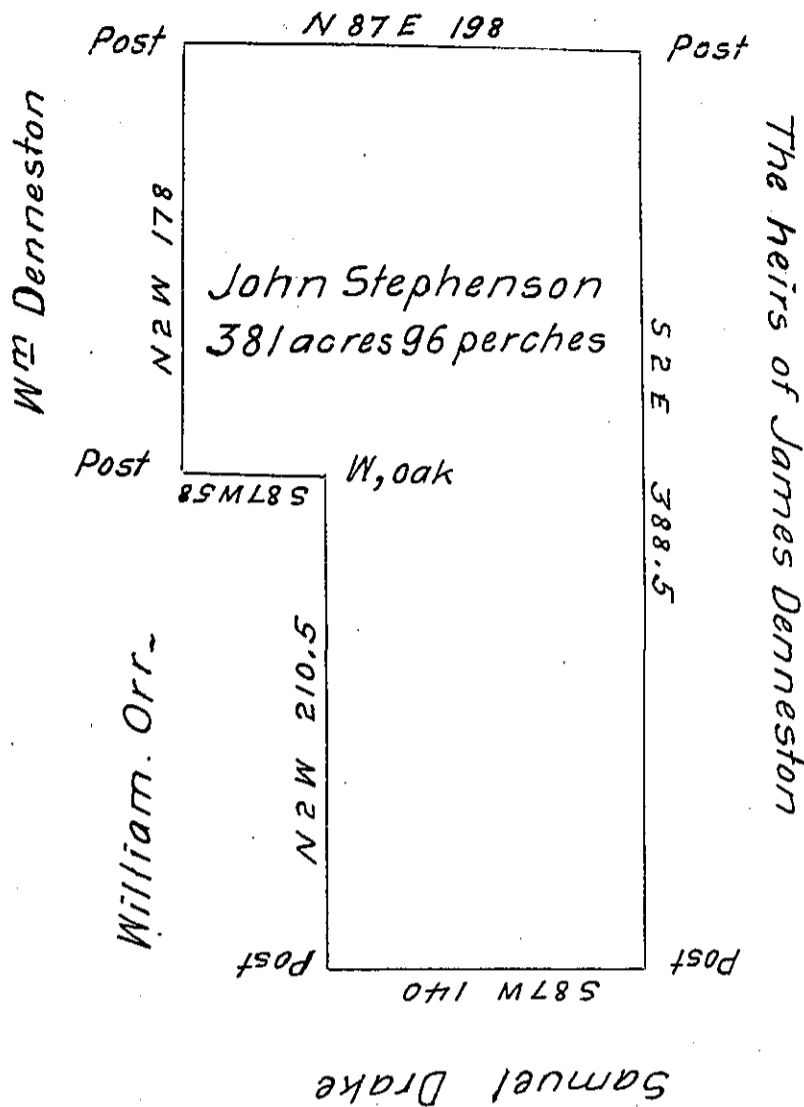 N 87 E 198
Post
Post
Wm Denneston
N 2 W 178
John Stephenson
381 acres 96 perches
The heirs of James Denneston
S 2 E 388.5
Post
W, oak
S 87 W 58
N 2 W 210.5
William. Orr~
Post
Post
S 87 W 140
Samuel Drake